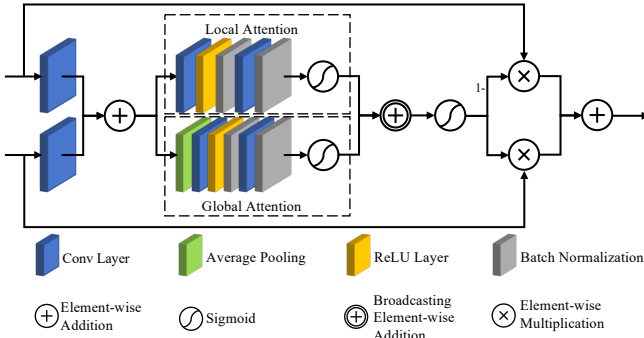 Local Attention
1-
Global Attention
Conv Layer
Average Pooling
ReLU Layer
Batch Normalization
Element-wise
Addition
Sigmoid
Broadcasting
Element-wise
Addition
Element-wise
Multiplication